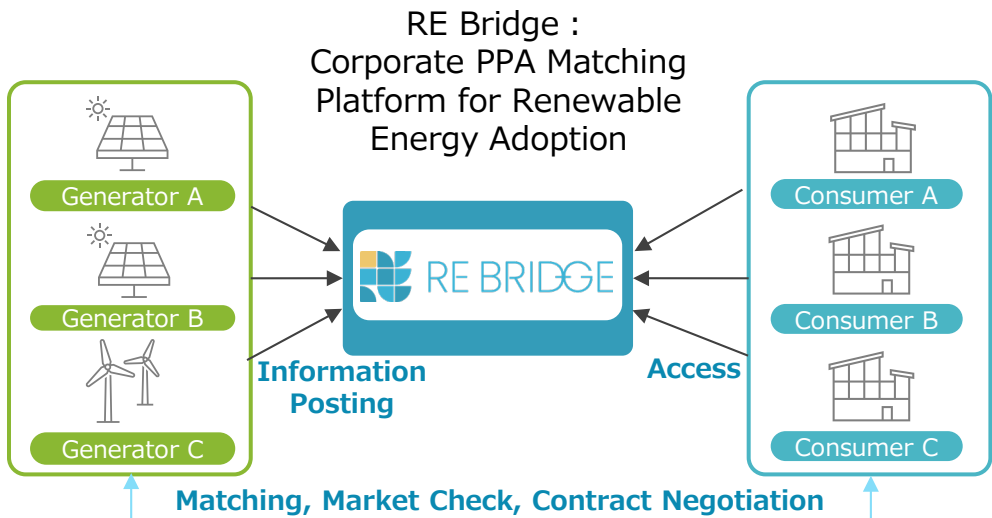 RE Bridge :
Corporate PPA Matching
Platform for Renewable
Energy Adoption
Generator A
Generator B
Generator C
RE BRIDGE
Information
Posting
Access
Consumer A
Consumer B
Consumer C
Matching, Market Check, Contract Negotiation